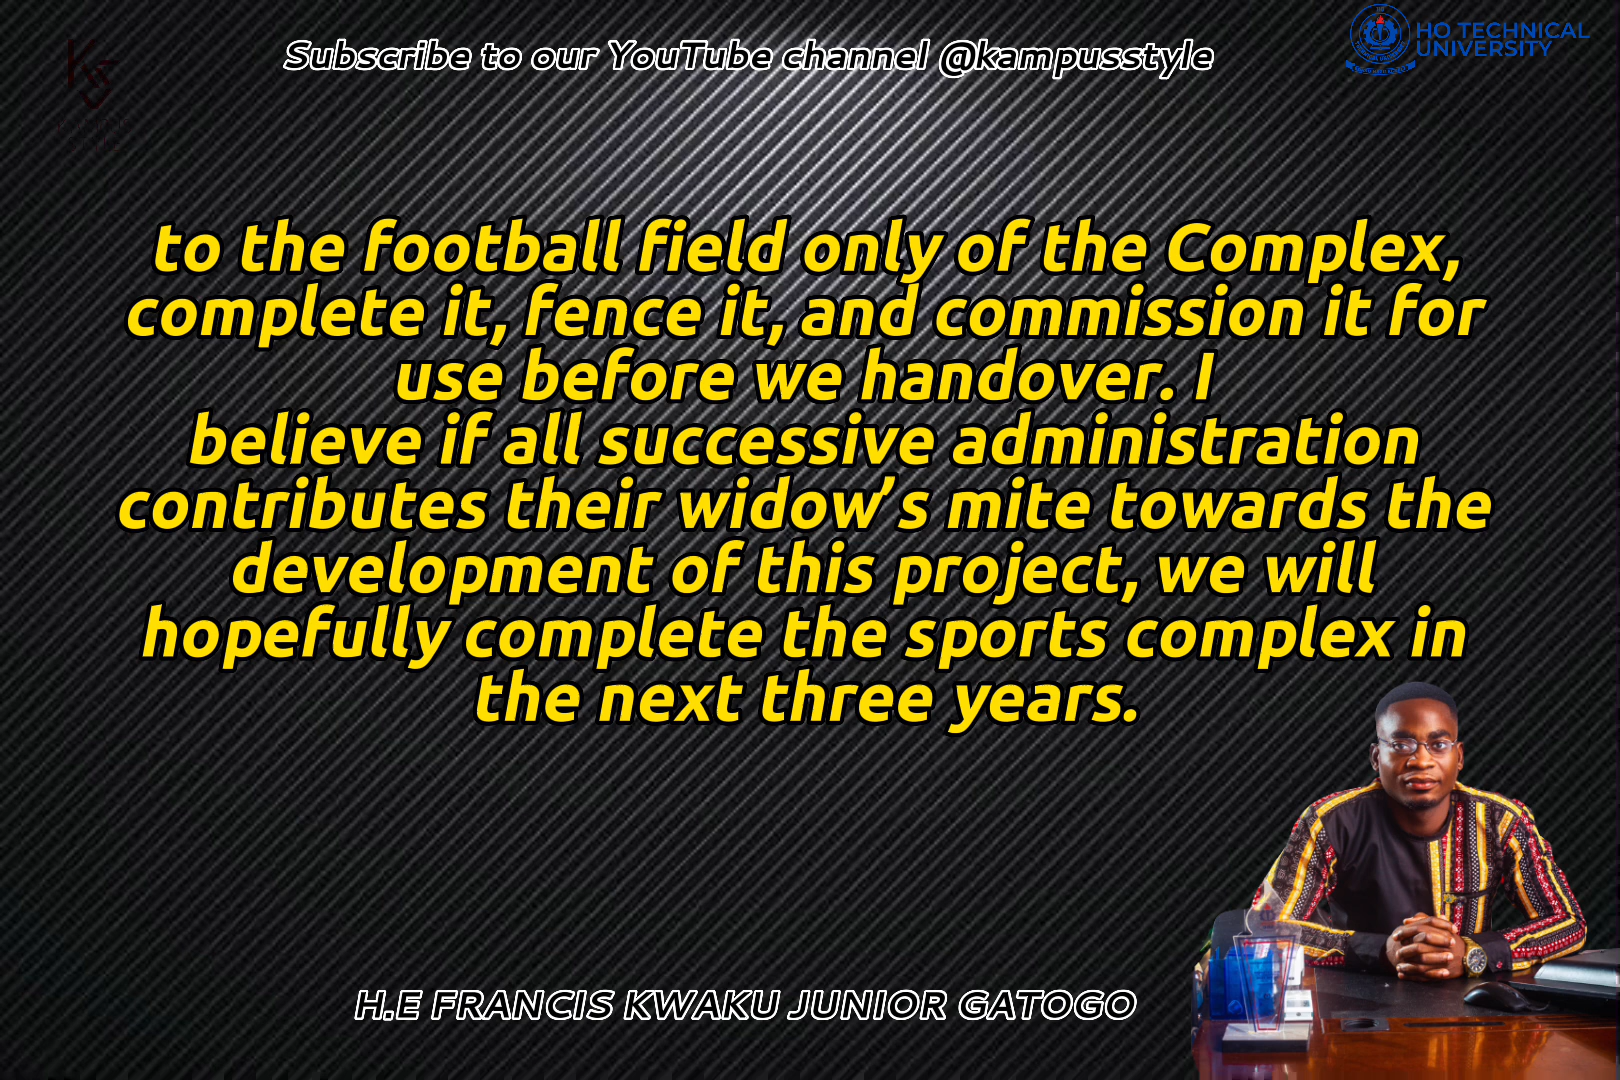 Subscribe to our YouTube channel @kampusstyle
HO TECHNICAL
UNIVERSITY
to the football field only of the Complex,
complete it, fence it, and commission it for
use before we handover. I
believe if all successive administration
contributes their widow’s mite towards the
development of this project, we will
hopefully complete the sports complex in
the next three years.
H.E FRANCIS KWAKU JUNIOR GATOGO